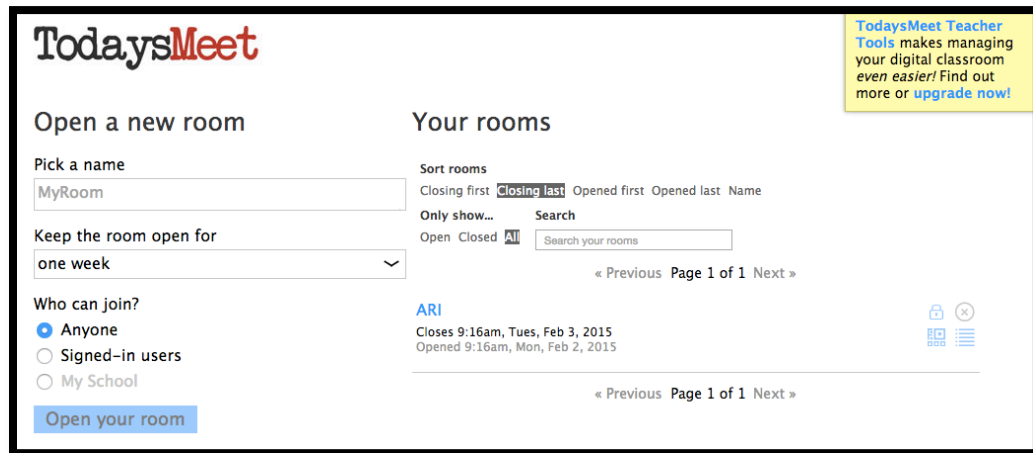 TodaysMeet
TodaysMeet Teacher
Tools makes managing
your digital classroom
even easier! Find out
more or upgrade now!
Open a new room
Pick a name
MyRoom
Keep the room open for
one week
Who can join?
Anyone
Signed-in users
My School
Open your room
Your rooms
Sort rooms
Closing first Closing last Opened first Opened last Name
Only show... Search
Open Closed All Search your rooms
« Previous Page 1 of 1 Next »
ARI
Closes 9:16am, Tues, Feb 3, 2015
Opened 9:16am, Mon, Feb 2, 2015
« Previous Page 1 of 1 Next »